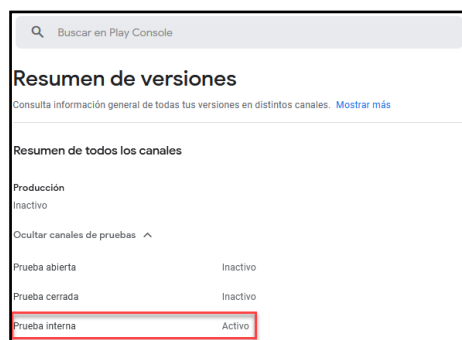 Buscar en Play Console
Resumen de versiones
Consulta información general de todas tus versiones en distintos canales. Mostrar más
Resumen de todos los canales
Producción
Inactivo
Ocultar canales de pruebas
Prueba abierta Inactivo
Prueba cerrada Inactivo
Prueba interna Activo